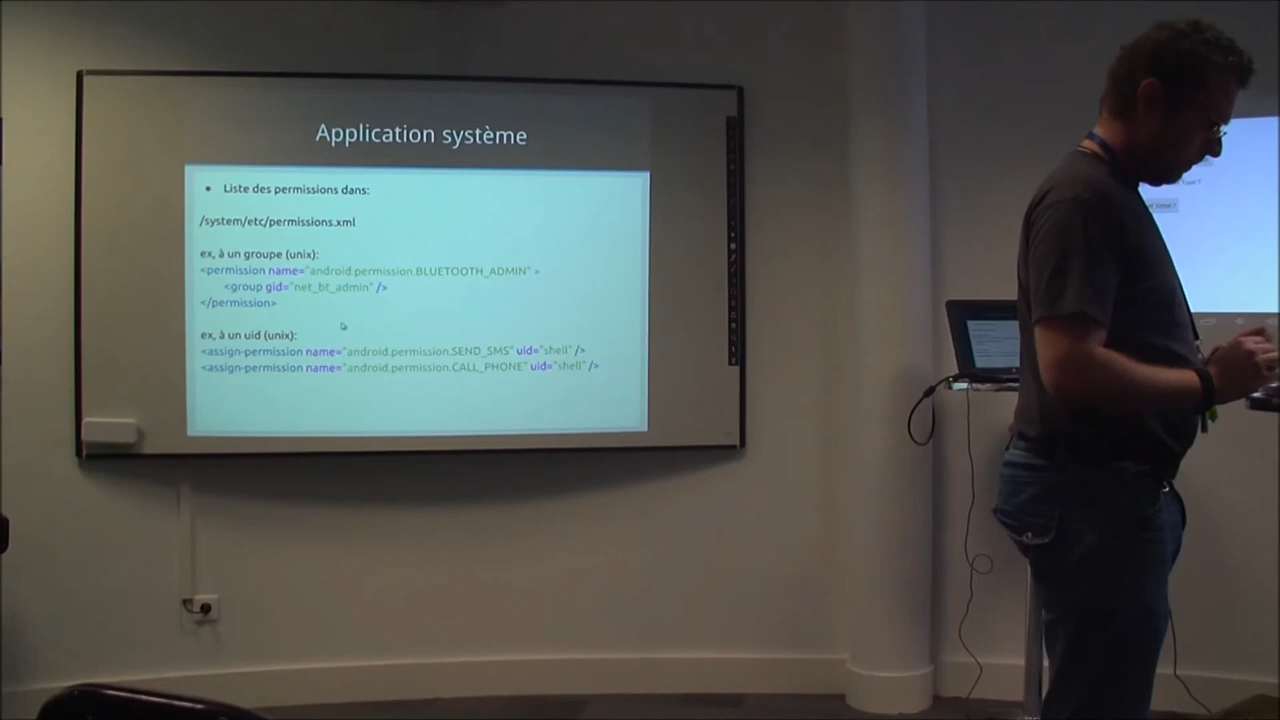 Application système
• Liste des permissions dans:
/system/etc/permissions.xml
ex, à un groupe (unix):
<permission name="android.permission.BLUETOOTH_ADMIN" >
<group gid="net_bt_admin" />
</permission>
ex, à un uid (unix):
<assign-permission name="android.permission.SEND_SMS" uid="shell" />
<assign-permission name="android.permission.CALL_PHONE" uid="shell" />